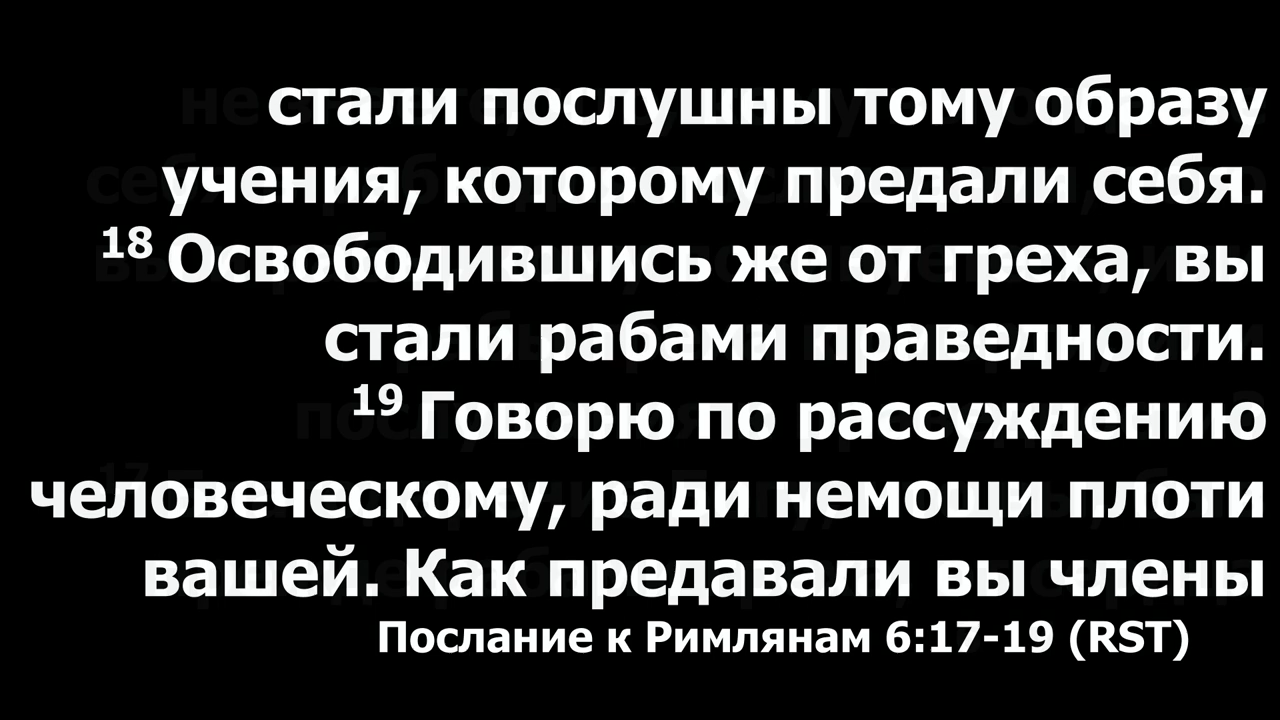 стали послушны тому образу
учения, которому предали себя.
18 Освободившись же от греха, вы
стали рабами праведности.
19 Говорю по рассуждению
человеческому, ради немощи плоти
вашей. Как предавали вы члены
Послание к Римлянам 6:17-19 (RST)